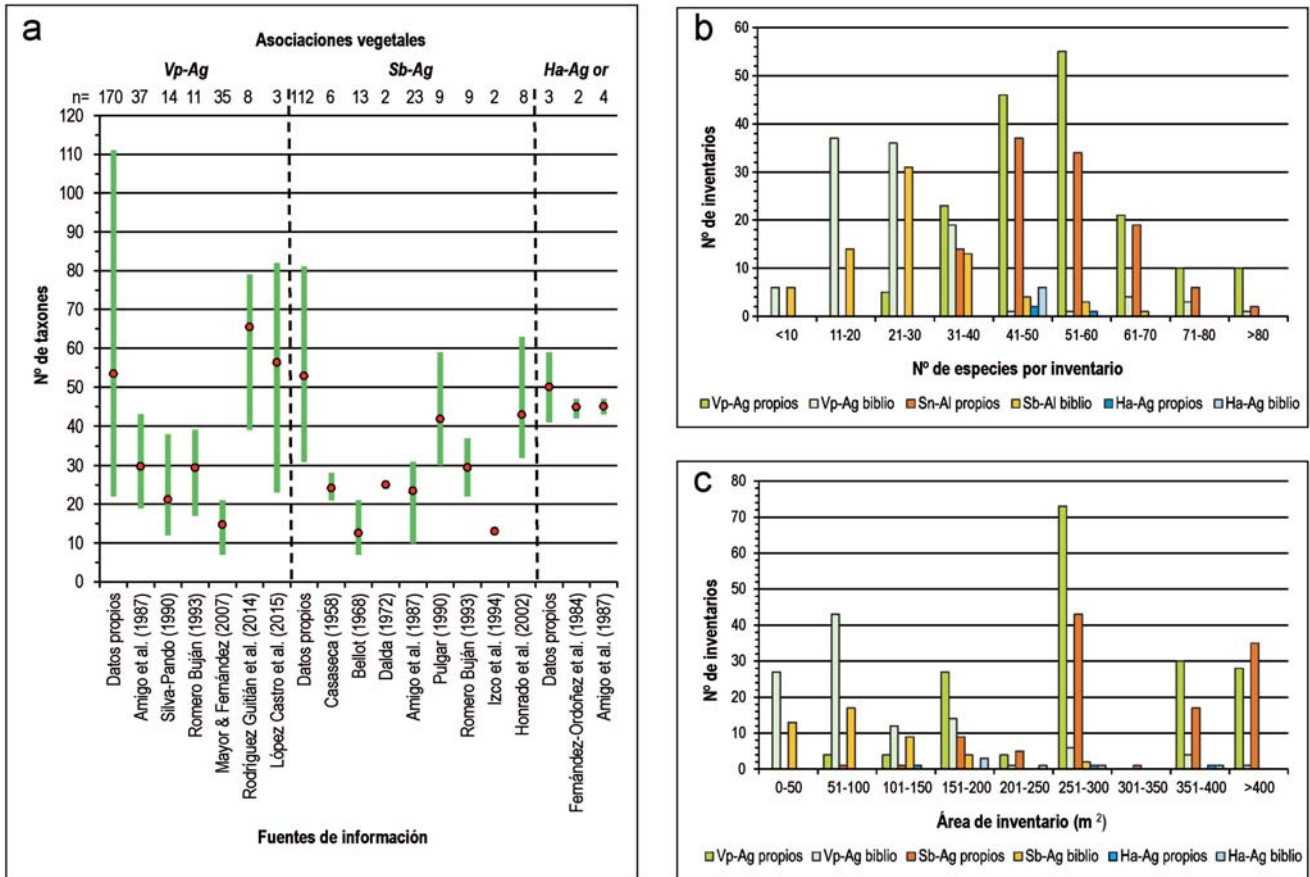 a
Asociaciones vegetales
Vp-Ag Sb-Ag Ha-Ag or
n= 170 37 14 11 35 8 3 112 6 13 2 23 9 9 2 8 3 2 4
120
110
100
90
80
70
60
50
40
30
20
10
0
Nº de taxones
Datos propios
Amigo et al. (1987)
Silva-Pando (1990)
Romero Buján (1993)
Mayor & Fernández (2007)
Rodríguez Guitián et al. (2014)
López Castro et al. (2015)
Datos propios
Casaseca (1958)
Bellot (1968)
Dalda (1972)
Amigo et al. (1987)
Pulgar (1990)
Romero Buján (1993)
Izco et al. (1994)
Honrado et al. (2002)
Datos propios
Fernández-Ordoñez et al. (1984)
Amigo et al. (1987)
Fuentes de información
b
60
50
40
30
20
10
0
Nº de inventarios
<10 11-20 21-30 31-40 41-50 51-60 61-70 71-80 >80
Nº de especies por inventario
Vp-Ag propios Vp-Ag biblio Sn-Al propios Sb-Al biblio Ha-Ag propios Ha-Ag biblio
c
80
70
60
50
40
30
20
10
0
Nº de inventarios
0-50 51-100 101-150 151-200 201-250 251-300 301-350 351-400 >400
Área de inventario (m ²)
Vp-Ag propios Vp-Ag biblio Sb-Ag propios Sb-Ag biblio Ha-Ag propios Ha-Ag biblio